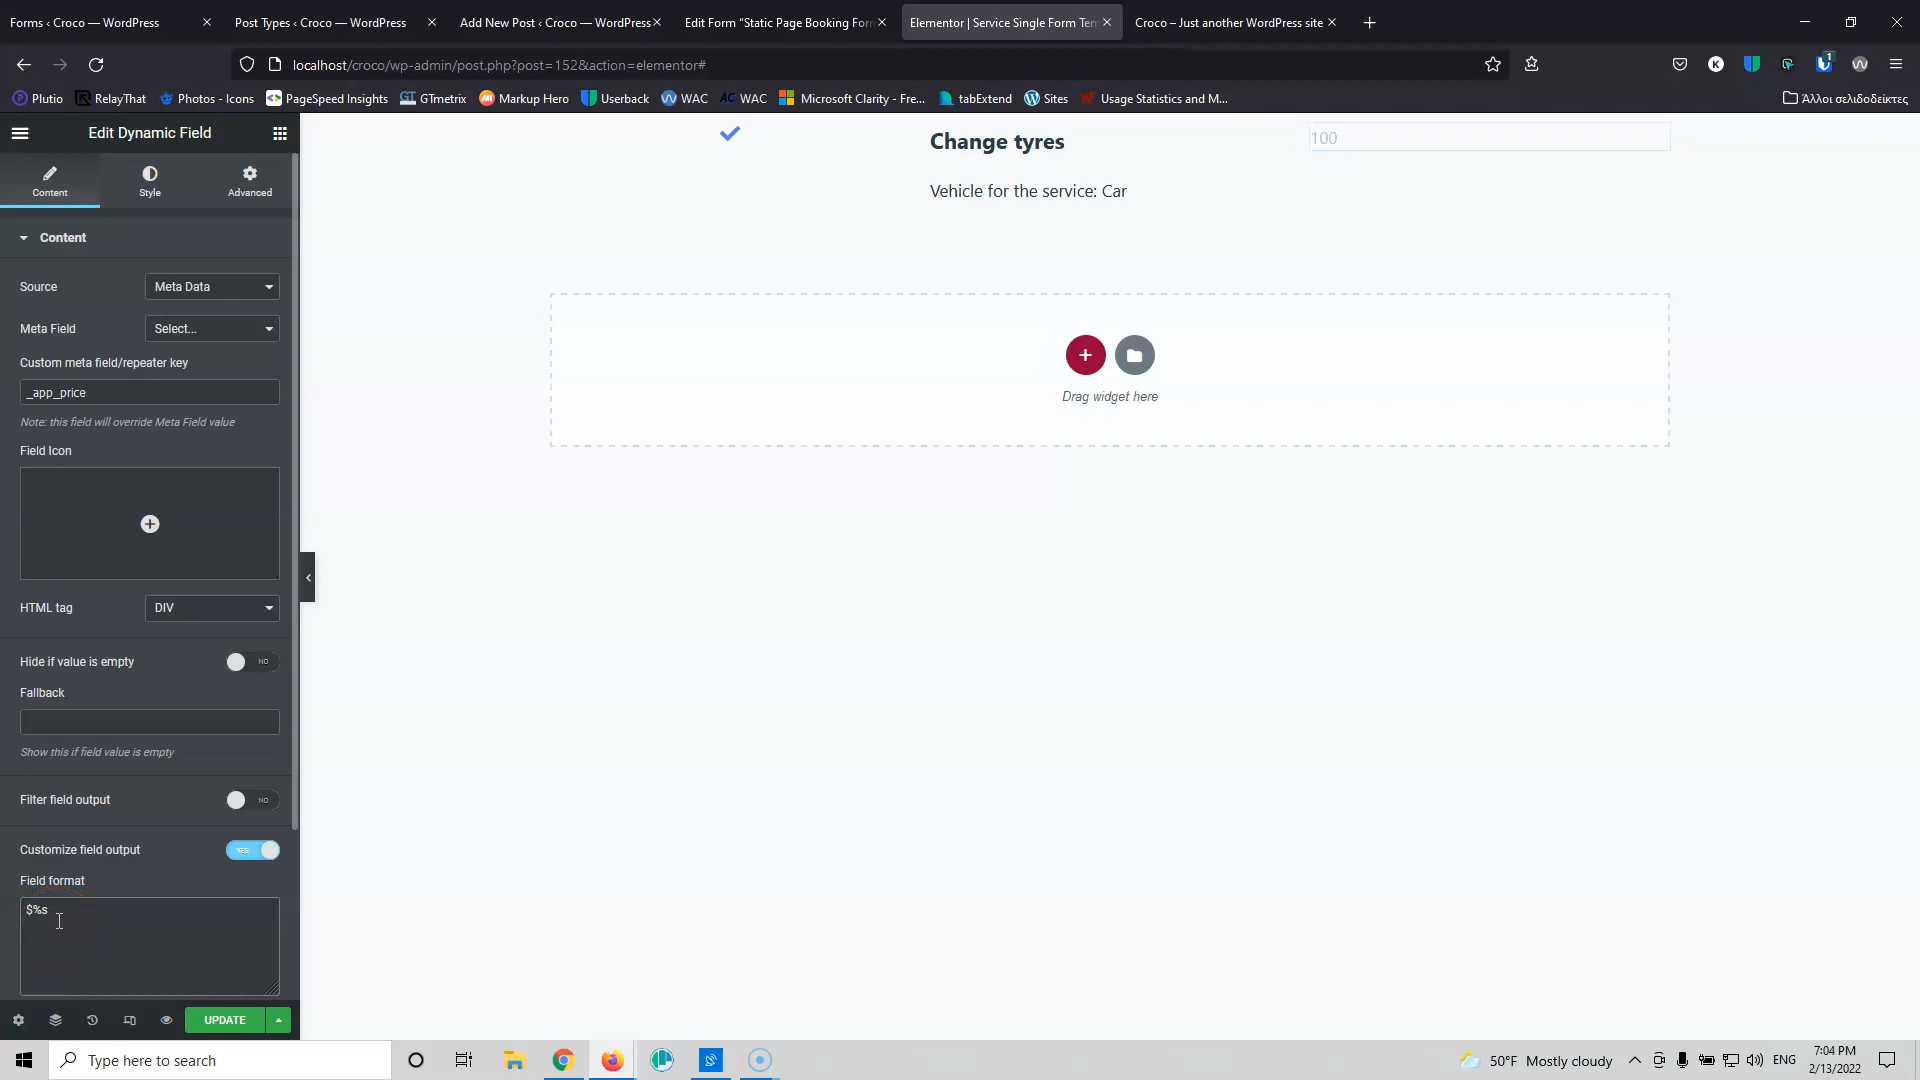 Forms ‹ Croco — WordPress
Post Types ‹ Croco — WordPress
Add New Post ‹ Croco — WordPress
Edit Form “Static Page Booking For
Elementor | Service Single Form Tem
Croco – Just another WordPress site
localhost/croco/wp-admin/post.php?post=152&action=elementor#
K
1
Plutio
RelayThat
Photos - Icons
PageSpeed Insights
GTmetrix
Markup Hero
Userback
WAC
WAC
Microsoft Clarity - Fre...
tabExtend
Sites
Usage Statistics and M...
Άλλοι σελιδοδείκτες
Edit Dynamic Field
Content
Style
Advanced
Content
Source
Meta Data
Meta Field
Select...
Custom meta field/repeater key
_app_price
Note: this field will override Meta Field value
Field Icon
HTML tag
DIV
Hide if value is empty
NO
Fallback
Show this if field value is empty
Filter field output
NO
Customize field output
YES
Field format
$%s
UPDATE
Change tyres
100
Vehicle for the service: Car
Drag widget here
Type here to search
50°F Mostly cloudy
ENG
7:04 PM
2/13/2022